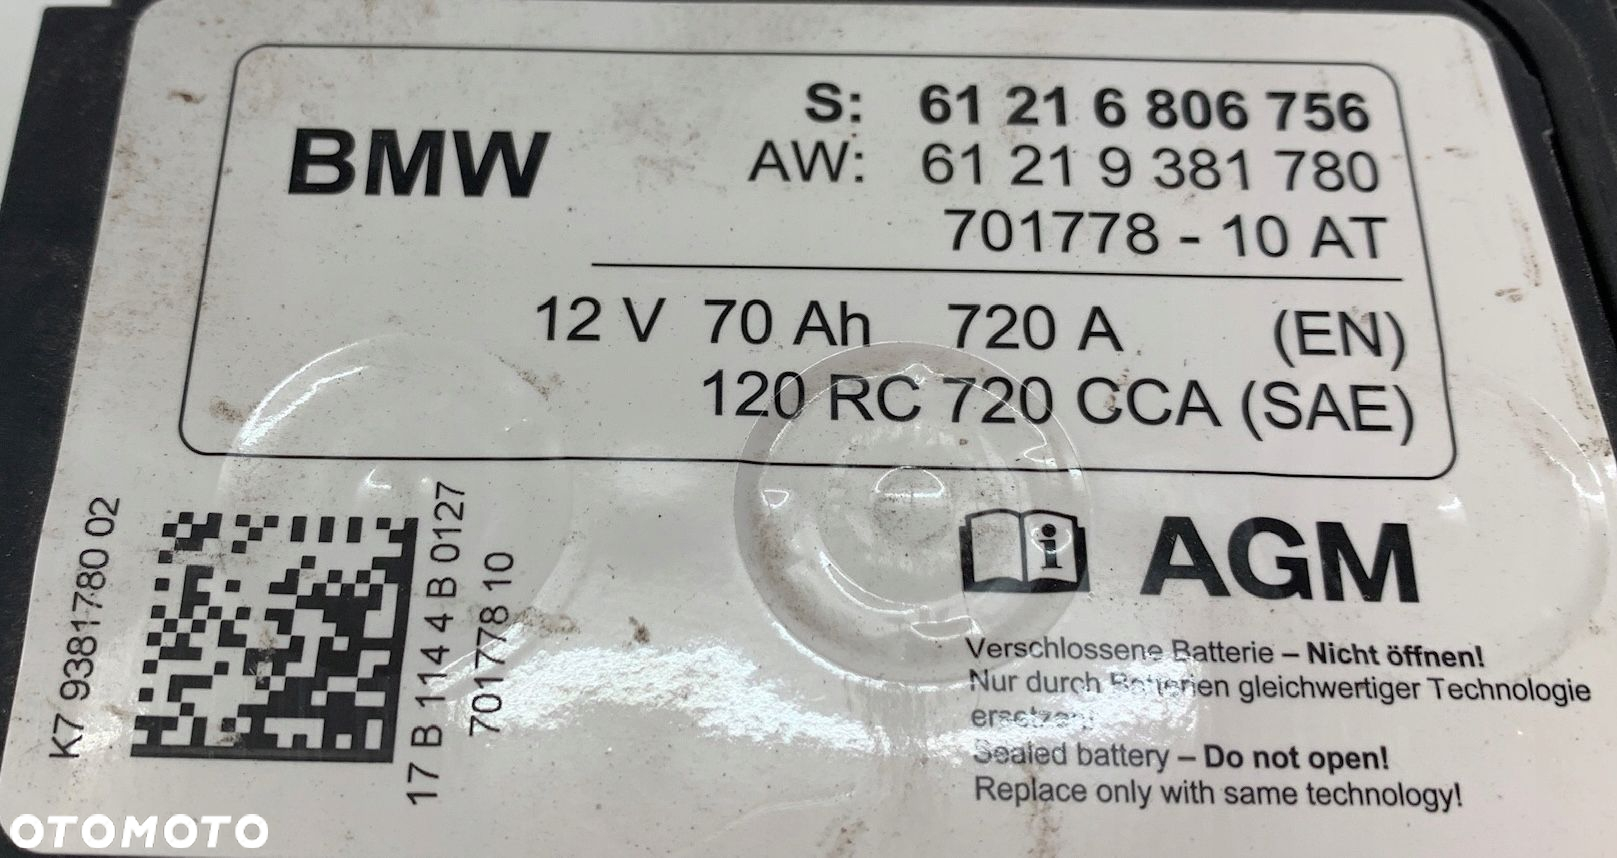 BMW
S: 61 21 6 806 756
AW: 61 21 9 381 780
701778 - 10 AT
12 V 70 Ah 720 A (EN)
120 RC 720 CCA (SAE)
K7 9381780 02
17 B 114 4 B 0127
701778 10
i AGM
Verschlossene Batterie – Nicht öffnen!
Nur durch Batterien gleichwertiger Technologie
ersetzen!
Sealed battery – Do not open!
Replace only with same technology!
OTOMOTO